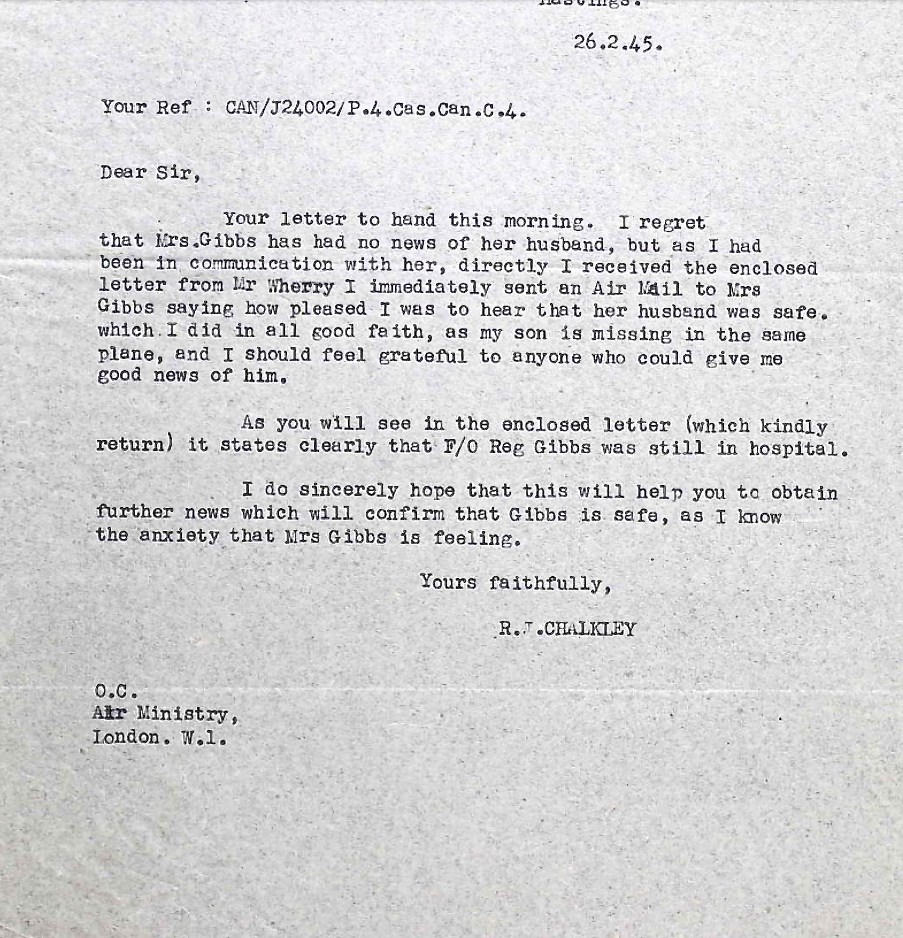 Hastings.
26.2.45.
Your Ref : CAN/J24002/P.4.Cas.Can.C.4.
Dear Sir,
Your letter to hand this morning. I regret
that Mrs.Gibbs has had no news of her husband, but as I had
been in communication with her, directly I received the enclosed
letter from Mr Wherry I immediately sent an Air Mail to Mrs
Gibbs saying how pleased I was to hear that her husband was safe.
which I did in all good faith, as my son is missing in the same
plane, and I should feel grateful to anyone who could give me
good news of him.
As you will see in the enclosed letter (which kindly
return) it states clearly that F/O Reg Gibbs was still in hospital.
I do sincerely hope that this will help you to obtain
further news which will confirm that Gibbs is safe, as I know
the anxiety that Mrs Gibbs is feeling.
Yours faithfully,
CHALKLEY
O.C.
Air Ministry,
London. W.1.